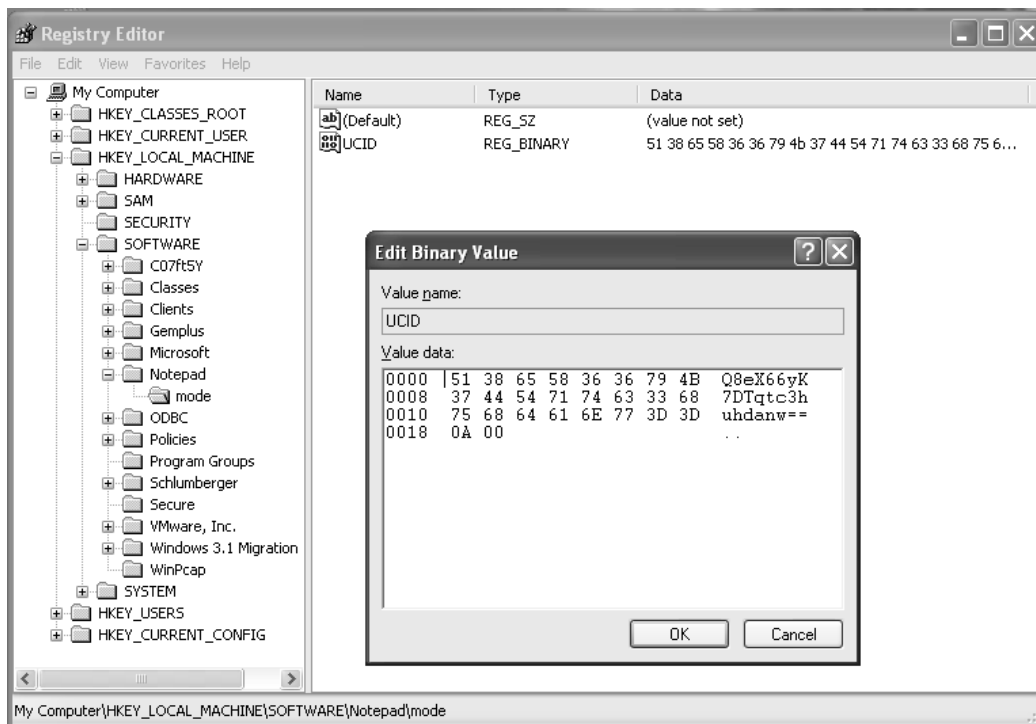 Registry Editor
File Edit View Favorites Help
My Computer
HKEY_CLASSES_ROOT
HKEY_CURRENT_USER
HKEY_LOCAL_MACHINE
HARDWARE
SAM
SECURITY
SOFTWARE
C07ft5Y
Classes
Clients
Gemplus
Microsoft
Notepad
mode
ODBC
Policies
Program Groups
Schlumberger
Secure
VMware, Inc.
Windows 3.1 Migration
WinPcap
SYSTEM
HKEY_USERS
HKEY_CURRENT_CONFIG
Name Type Data
(Default) REG_SZ (value not set)
UCID REG_BINARY 51 38 65 58 36 36 79 4b 37 44 54 71 74 63 33 68 75 6...
Edit Binary Value
Value name:
UCID
Value data:
0000 51 38 65 58 36 36 79 4B Q8eX66yK
0008 37 44 54 71 74 63 33 68 7DTqtc3h
0010 75 68 64 61 6E 77 3D 3D uhdanw==
0018 0A 00 ..
OK Cancel
My Computer\HKEY_LOCAL_MACHINE\SOFTWARE\Notepad\mode